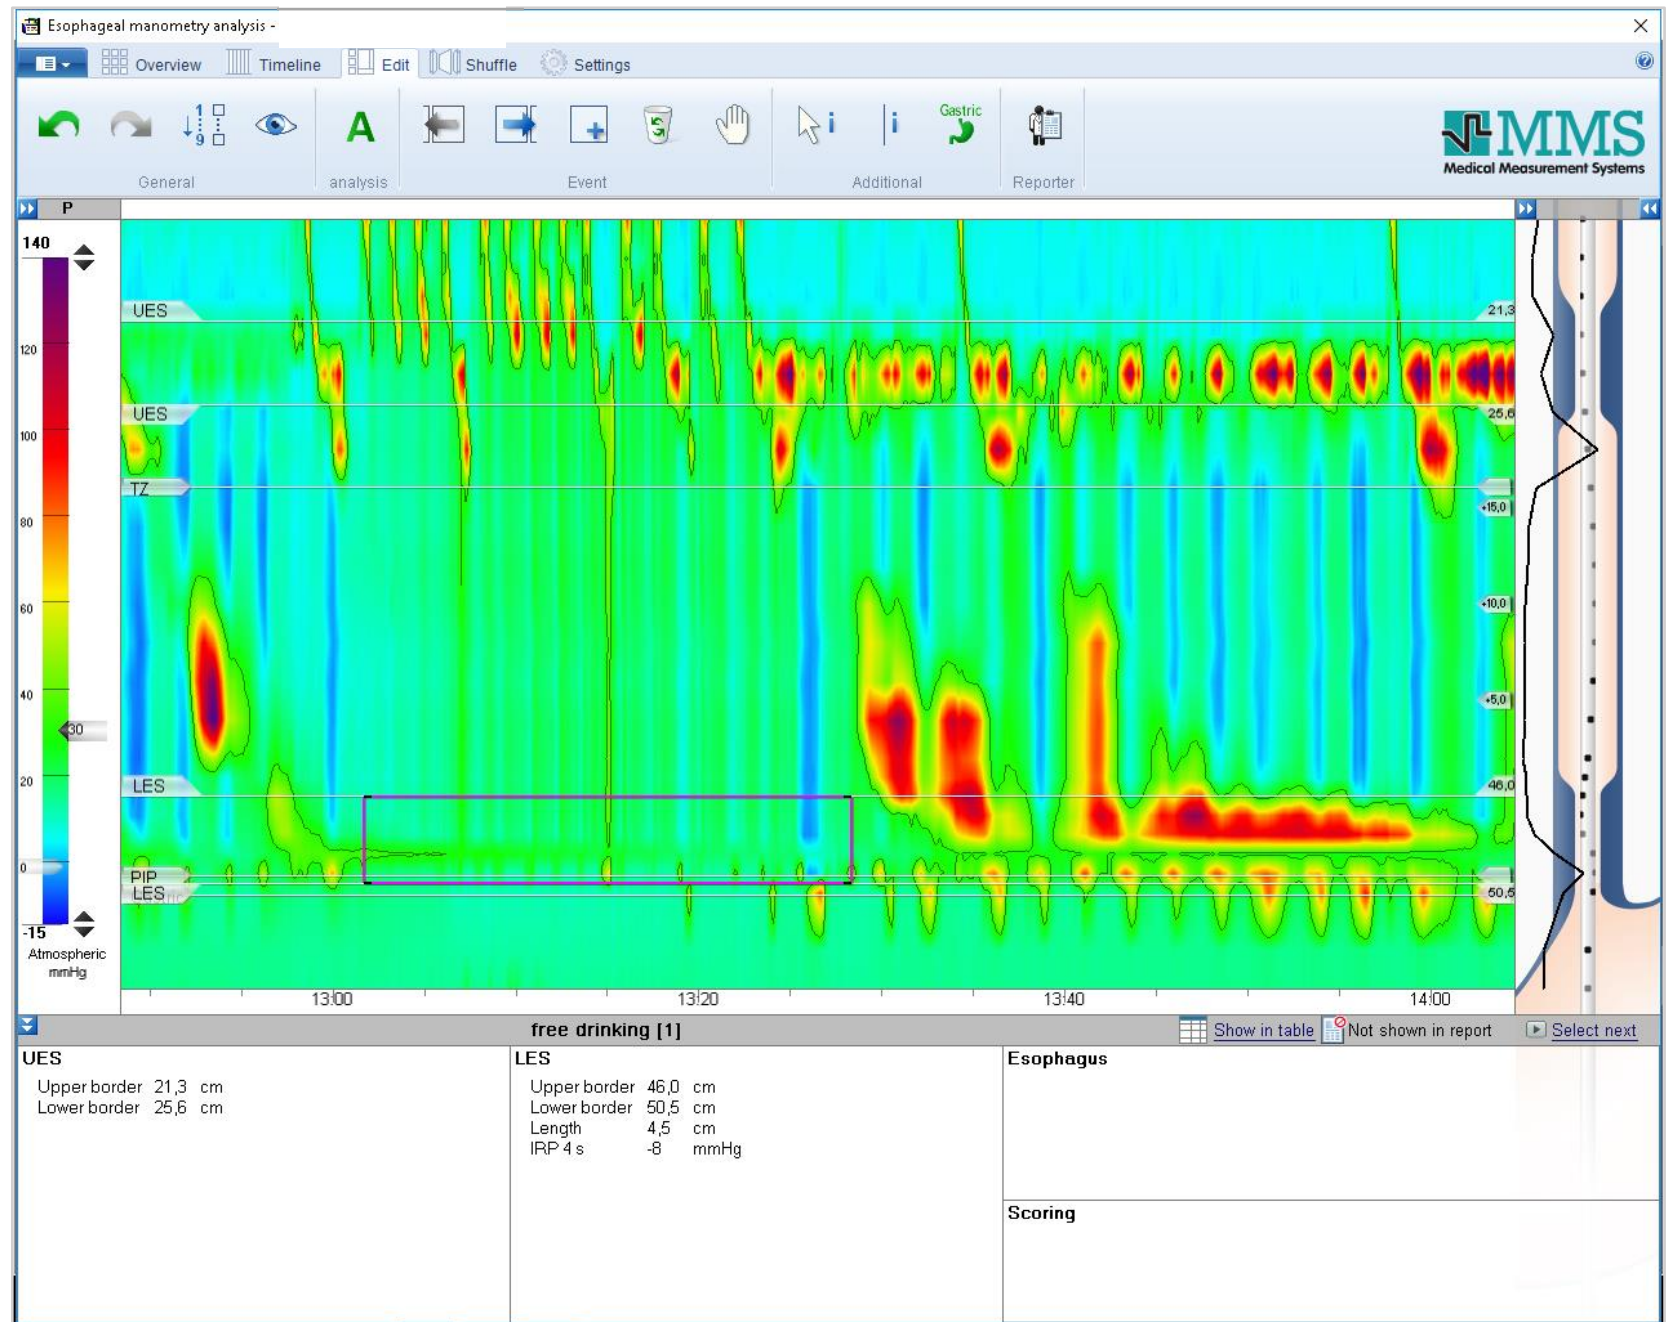 Esophageal manometry analysis -
Overview
Timeline
Edit
Shuffle
Settings
1
9
A
i
i
Gastric
General
analysis
Event
Additional
Reporter
MMS
Medical Measurement Systems
P
140
120
100
80
60
40
30
20
0
-15
Atmospheric
mmHg
UES
21,3
UES
25,6
TZ
+15,0
+10,0
+5,0
LES
46,0
PIP
LES
50,5
13:00
13:20
13:40
14:00
free drinking [1]
Show in table
Not shown in report
Select next
UES
Upper border 21,3 cm
Lower border 25,6 cm
LES
Upper border 46,0 cm
Lower border 50,5 cm
Length 4,5 cm
IRP 4 s -8 mmHg
Esophagus
Scoring